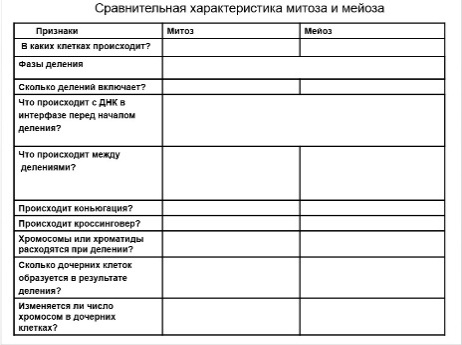 Сравнительная характеристика митоза и мейоза
Признаки Митоз Мейоз
В каких клетках происходит?
Фазы деления
Сколько делений включает?
Что происходит с ДНК в
интерфазе перед началом
деления?
Что происходит между
делениями?
Происходит коньюгация?
Происходит кроссинговер?
Хромосомы или хроматиды
расходятся при делении?
Сколько дочерних клеток
образуется в результате
деления?
Изменяется ли число
хромосом в дочерних
клетках?